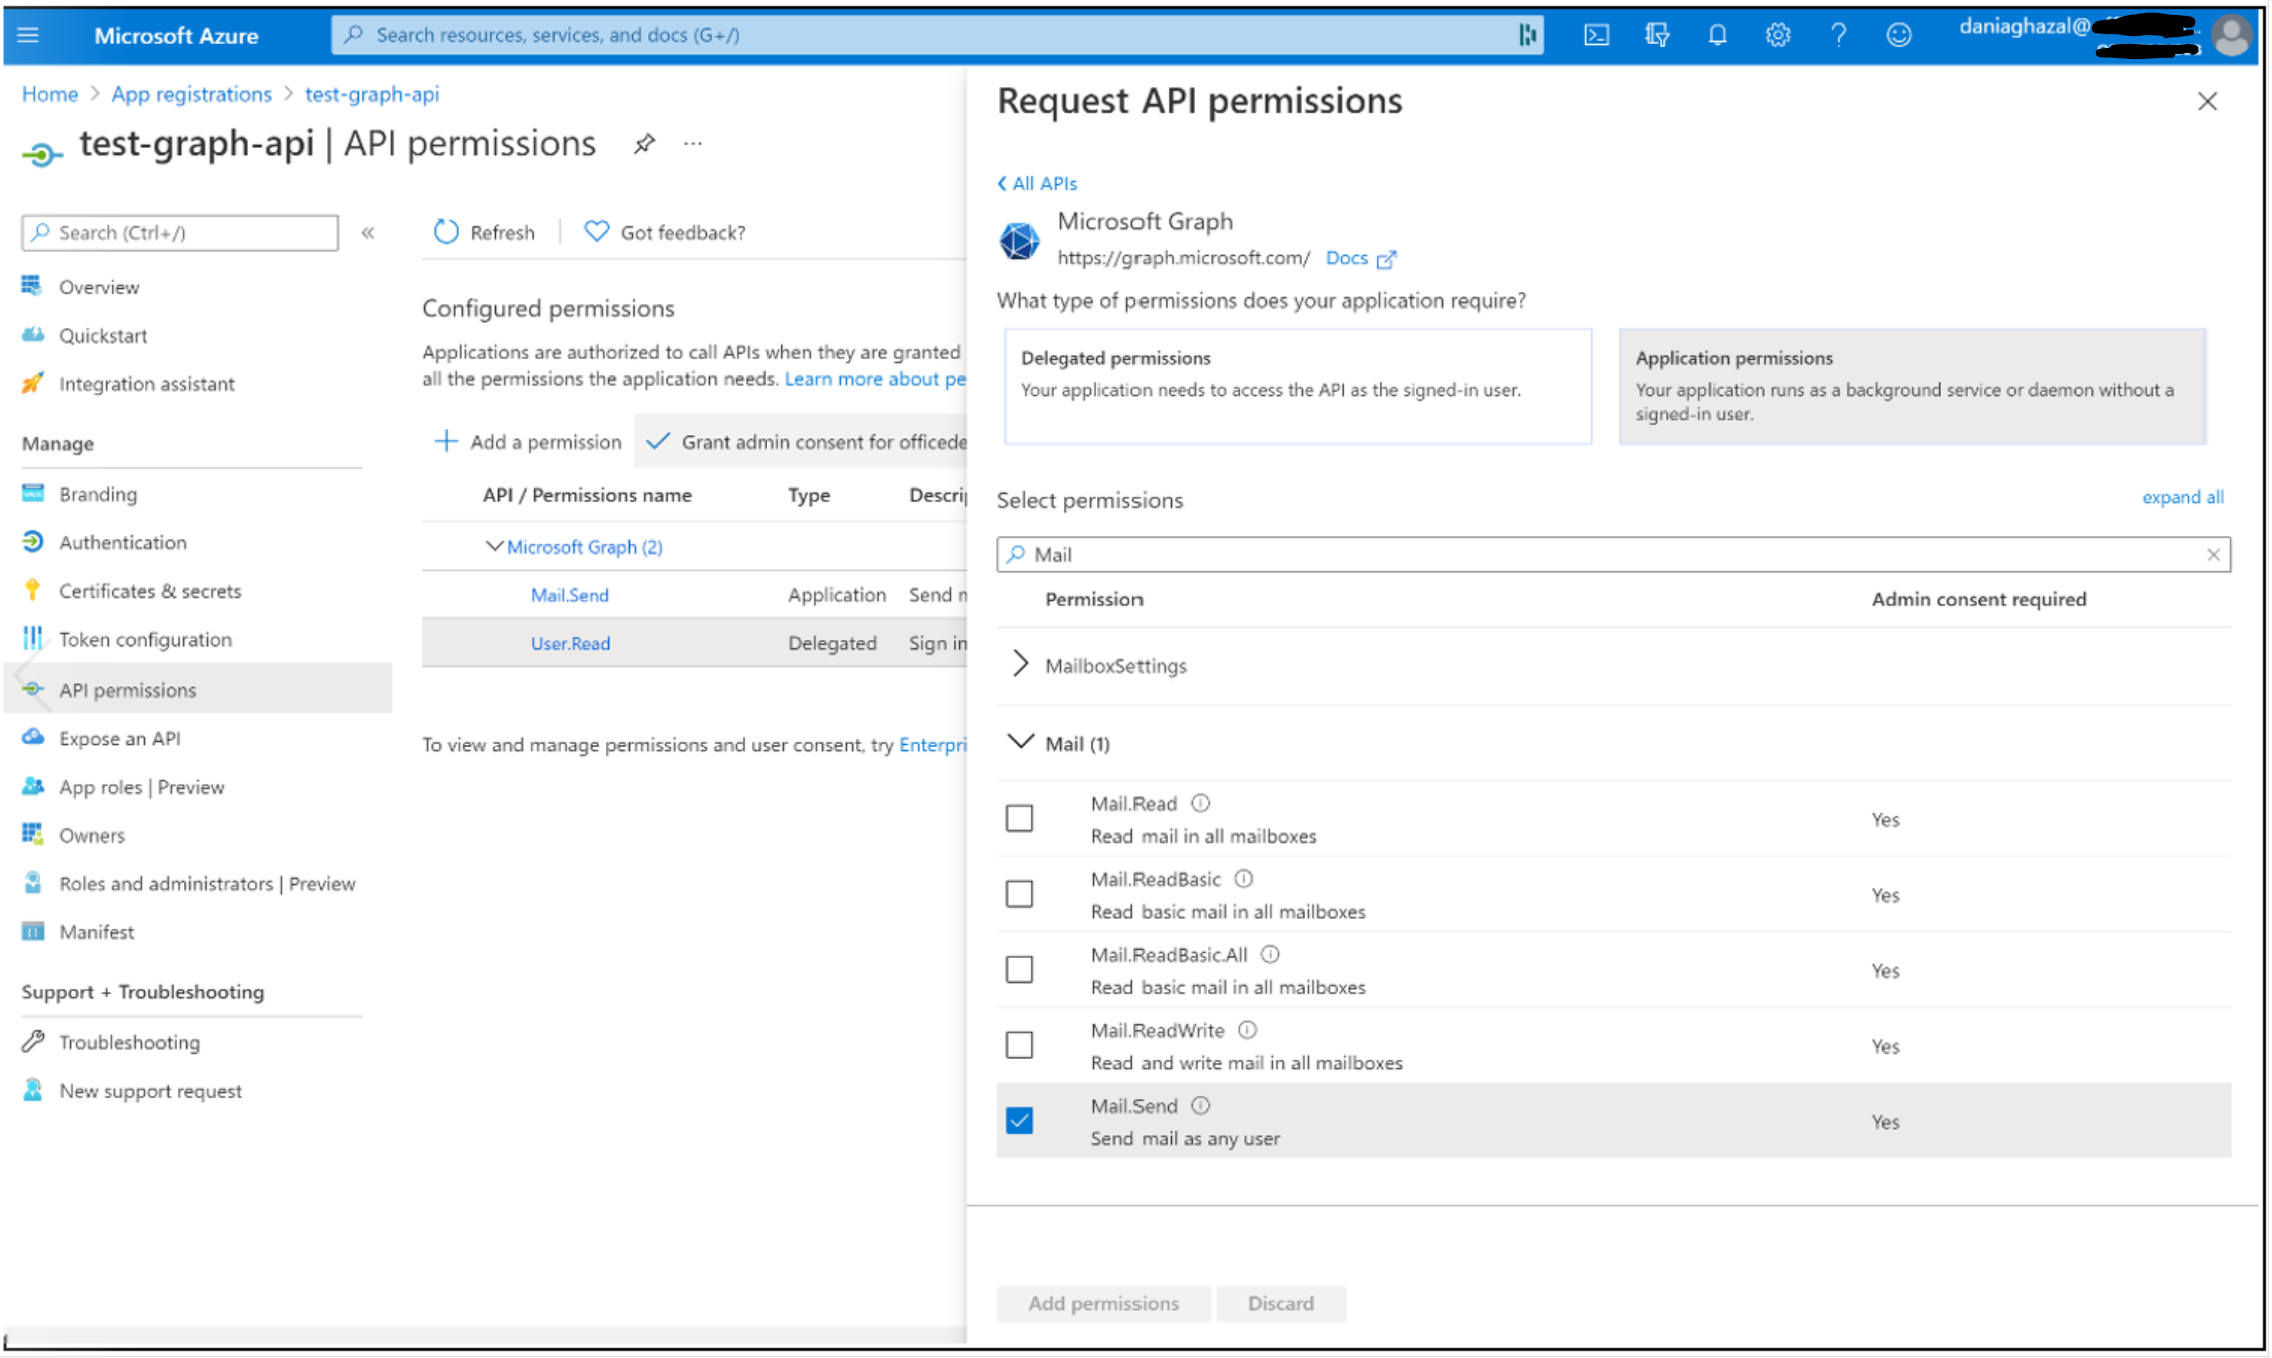 Microsoft Azure
Search resources, services, and docs (G+/)
daniaghazal@
Home > App registrations > test-graph-api
test-graph-api | API permissions
Search (Ctrl+/)
Overview
Quickstart
Integration assistant
Manage
Branding
Authentication
Certificates & secrets
Token configuration
API permissions
Expose an API
App roles | Preview
Owners
Roles and administrators | Preview
Manifest
Support + Troubleshooting
Troubleshooting
New support request
Refresh
Got feedback?
Configured permissions
Applications are authorized to call APIs when they are granted
all the permissions the application needs. Learn more about pe
Add a permission
Grant admin consent for officede
API / Permissions name Type Descrip
Microsoft Graph (2)
Mail.Send Application Send m
User.Read Delegated Sign in
To view and manage permissions and user consent, try Enterpri
Request API permissions
All APIs
Microsoft Graph
https://graph.microsoft.com/ Docs
What type of permissions does your application require?
Delegated permissions
Your application needs to access the API as the signed-in user.
Application permissions
Your application runs as a background service or daemon without a
signed-in user.
Select permissions
expand all
Mail
Permission Admin consent required
MailboxSettings
Mail (1)
Mail.Read
Read mail in all mailboxes
Yes
Mail.ReadBasic
Read basic mail in all mailboxes
Yes
Mail.ReadBasic.All
Read basic mail in all mailboxes
Yes
Mail.ReadWrite
Read and write mail in all mailboxes
Yes
Mail.Send
Send mail as any user
Yes
Add permissions
Discard